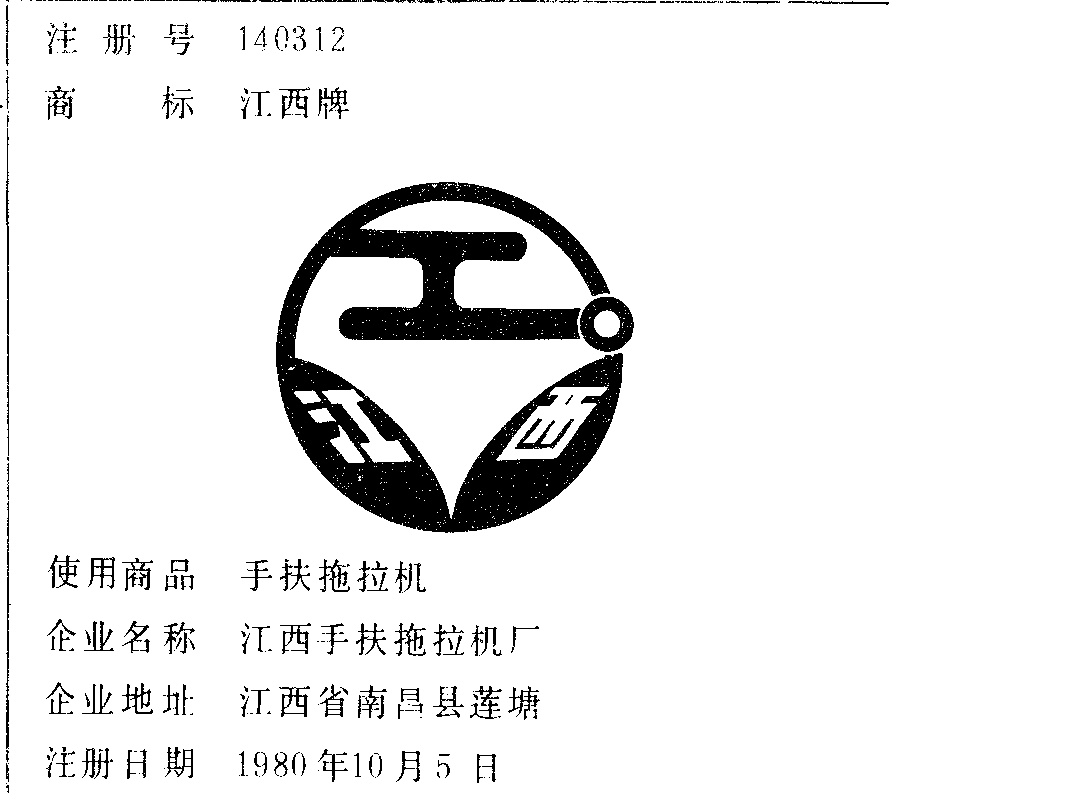 注册号 140312
商标 江西牌
江西
使用商品 手扶拖拉机
企业名称 江西手扶拖拉机厂
企业地址 江西省南昌县莲塘
注册日期 1980年10月5日